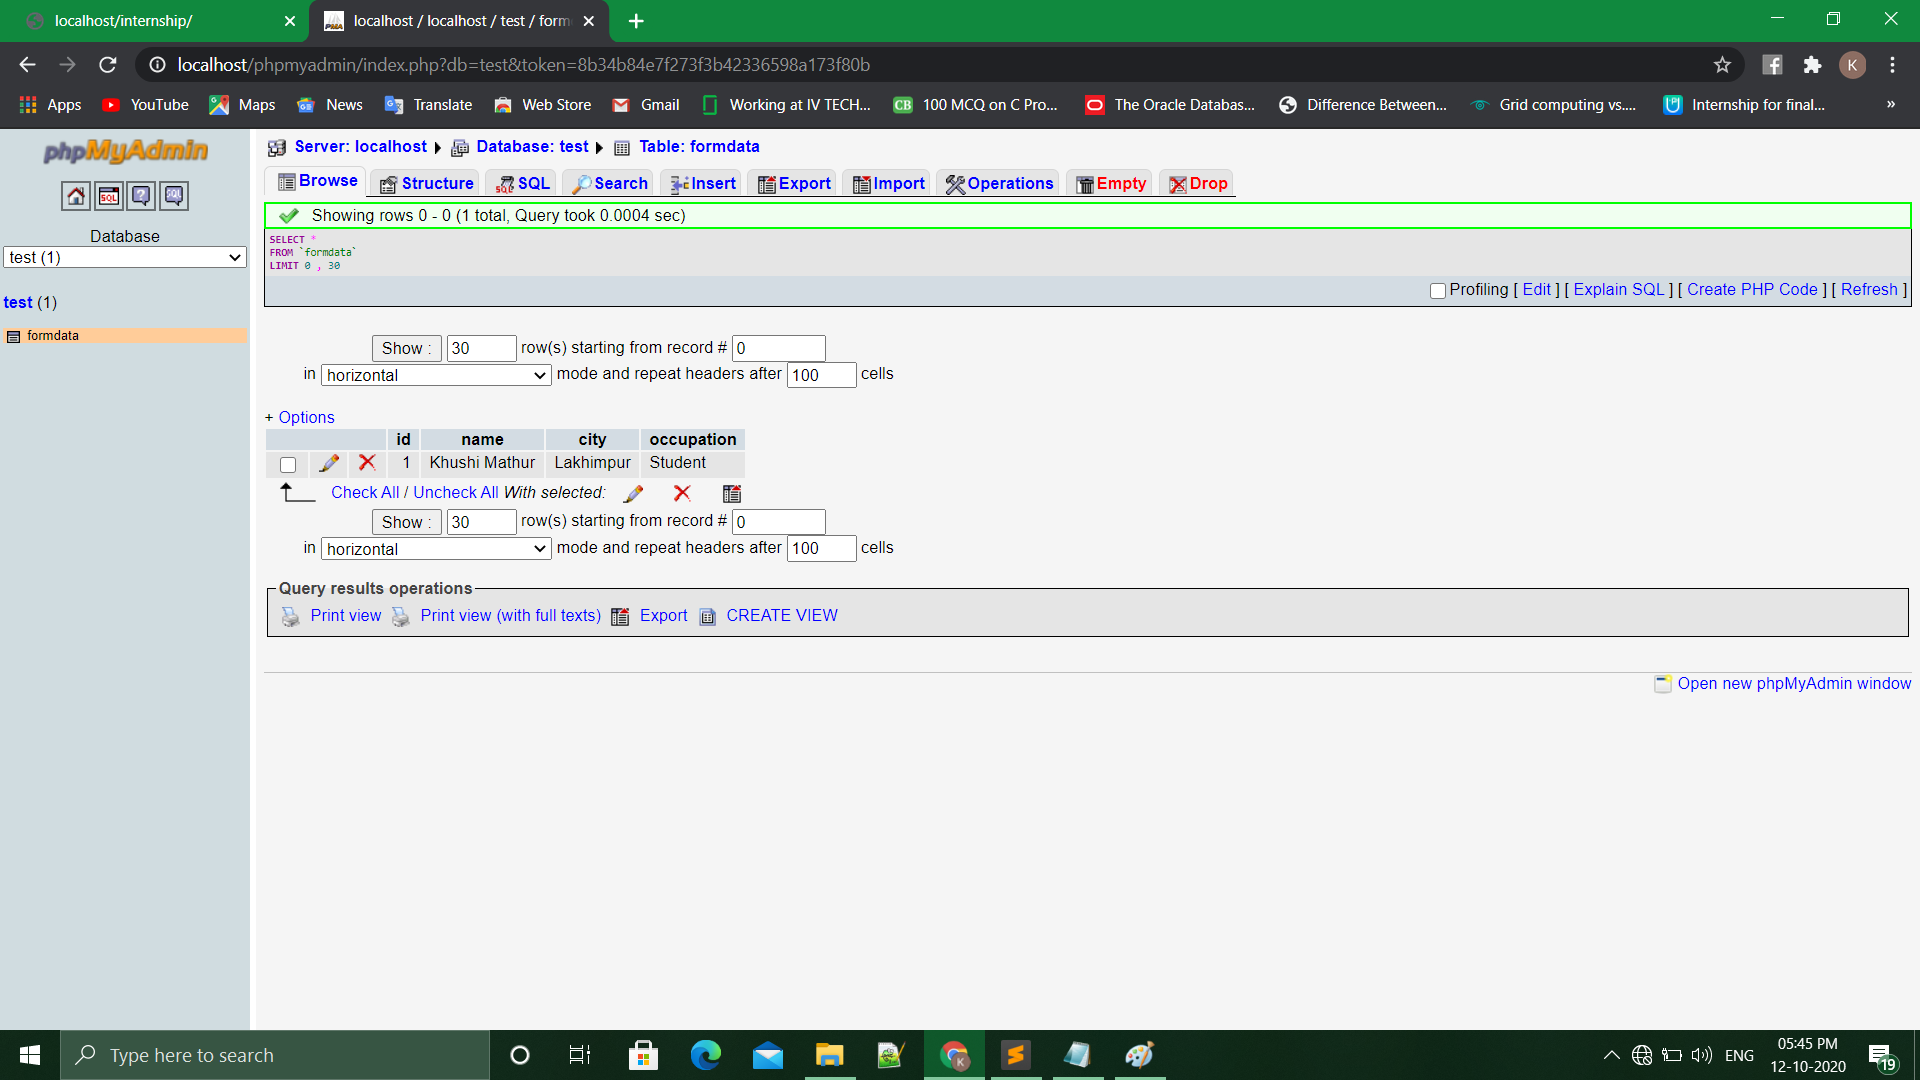 localhost/internship/
localhost / localhost / test / form
localhost/phpmyadmin/index.php?db=test&token=8b34b84e7f273f3b42336598a173f80b
K
Apps YouTube Maps News Translate Web Store Gmail Working at IV TECH... CB 100 MCQ on C Pro... The Oracle Databas... Difference Between... Grid computing vs.... Internship for final... »
phpMyAdmin
Server: localhost Database: test Table: formdata
Browse Structure SQL Search Insert Export Import Operations Empty Drop
SQL ? SQL
Showing rows 0 - 0 (1 total, Query took 0.0004 sec)
Database
test (1)
SELECT *
FROM `formdata`
LIMIT 0 , 30
Profiling [ Edit ] [ Explain SQL ] [ Create PHP Code ] [ Refresh ]
test (1)
formdata
Show : 30 row(s) starting from record # 0
in horizontal mode and repeat headers after 100 cells
+ Options
id name city occupation
1 Khushi Mathur Lakhimpur Student
Check All / Uncheck All With selected:
Show : 30 row(s) starting from record # 0
in horizontal mode and repeat headers after 100 cells
Query results operations
Print view Print view (with full texts) Export CREATE VIEW
Open new phpMyAdmin window
Type here to search
ENG
05:45 PM
12-10-2020
19